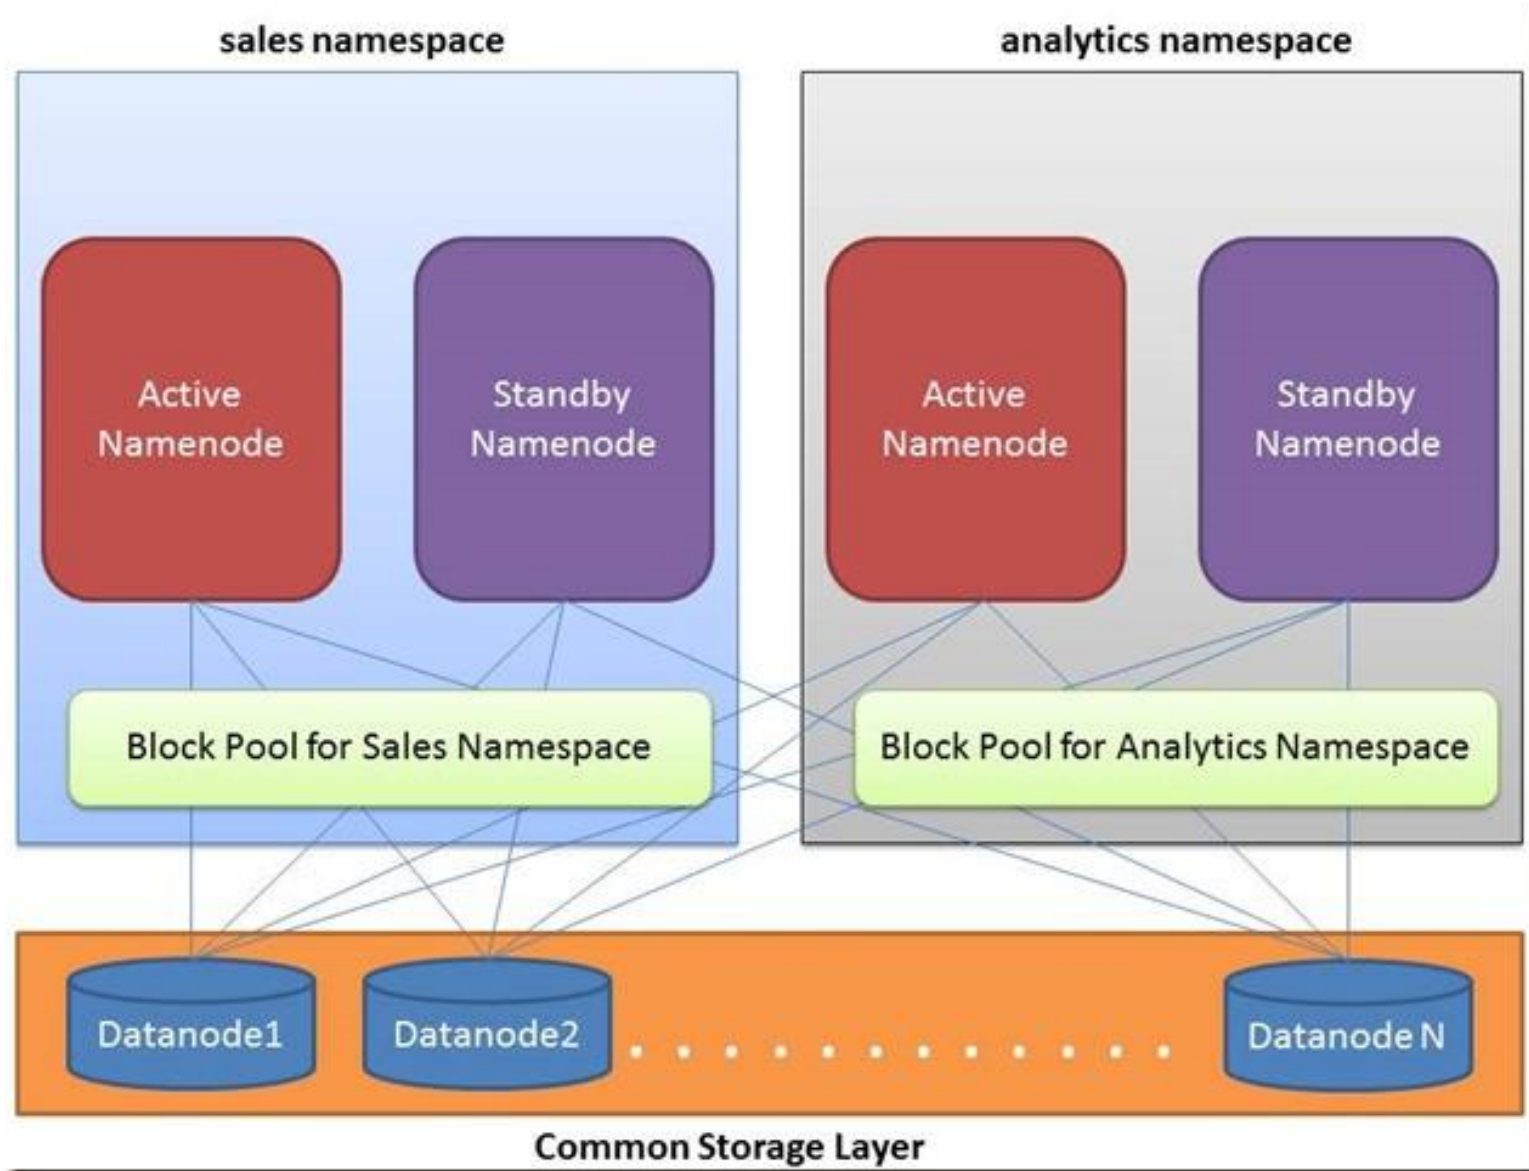 sales namespace
analytics namespace
Active
Namenode
Standby
Namenode
Active
Namenode
Standby
Namenode
Block Pool for Sales Namespace
Block Pool for Analytics Namespace
Datanode1
Datanode2
Datanode N
Common Storage Layer